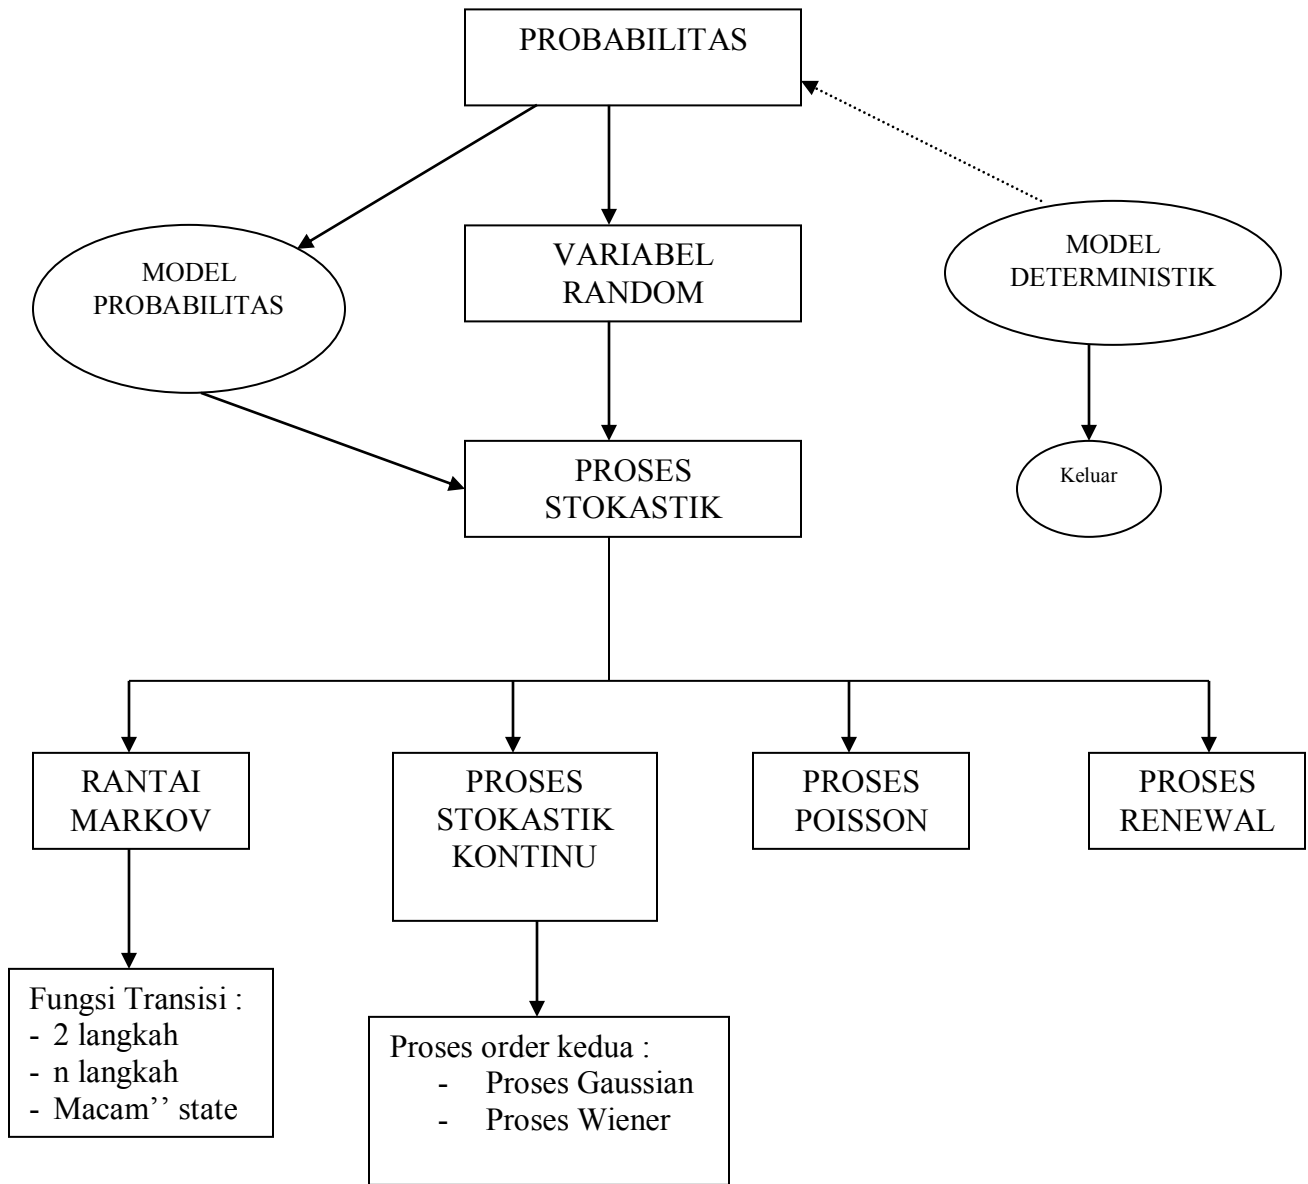 PROBABILITAS
MODEL
PROBABILITAS
VARIABEL
RANDOM
MODEL
DETERMINISTIK
PROSES
STOKASTIK
Keluar
RANTAI
MARKOV
PROSES
STOKASTIK
KONTINU
PROSES
POISSON
PROSES
RENEWAL
Fungsi Transisi :
- 2 langkah
- n langkah
- Macam’’ state
Proses order kedua :
- Proses Gaussian
- Proses Wiener